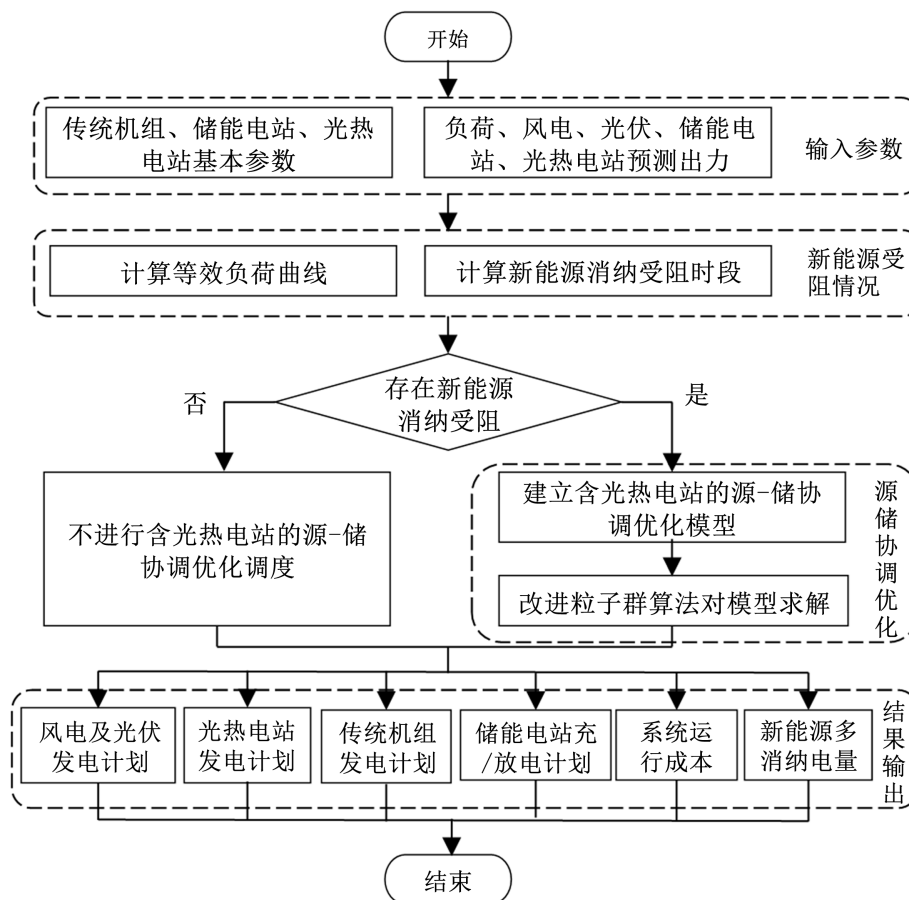 开始
传统机组、储能电站、光热
电站基本参数
负荷、风电、光伏、储能电
站、光热电站预测出力
输入参数
计算等效负荷曲线
计算新能源消纳受阻时段
新能源受
阻情况
存在新能源
消纳受阻
否
是
不进行含光热电站的源-储
协调优化调度
建立含光热电站的源-储协
调优化模型
改进粒子群算法对模型求解
源储协调优化
风电及光伏
发电计划
光热电站
发电计划
传统机组
发电计划
储能电站充
/放电计划
系统运
行成本
新能源多
消纳电量
结果输出
结束